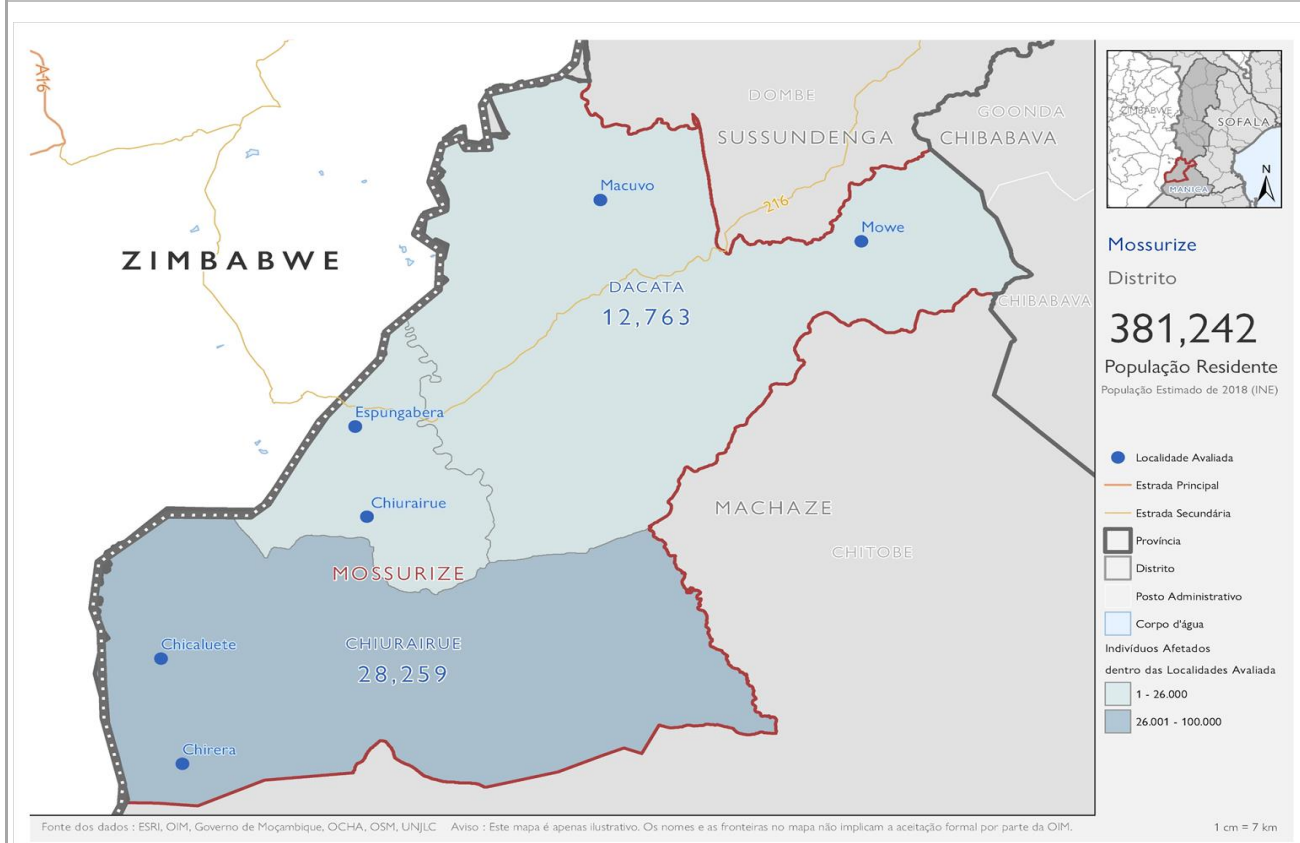 A16
DOMBE
GOONDA
SUSSUNDENGA
CHIBABAVA
Macuvo
216
Mowe
ZIMBABWE
DACATA
12,763
CHIBABAVA
Espungabera
Chiurairue
MACHAZE
CHITOBE
MOSSURIZE
CHIURAIRUE
28,259
Chicaluete
Chirera
ZIMBABWE
SOFALA
MANICA
N
Mossurize
Distrito
381,242
População Residente
População Estimado de 2018 (INE)
Localidade Avaliada
Estrada Principal
Estrada Secundária
Província
Distrito
Posto Administrativo
Corpo d'água
Indivíduos Afetados
dentro das Localidades Avaliada
1 - 26.000
26.001 - 100.000
Fonte dos dados : ESRI, OIM, Governo de Moçambique, OCHA, OSM, UNJLC Aviso : Este mapa é apenas ilustrativo. Os nomes e as fronteiras no mapa não implicam a aceitação formal por parte da OIM.
1 cm = 7 km